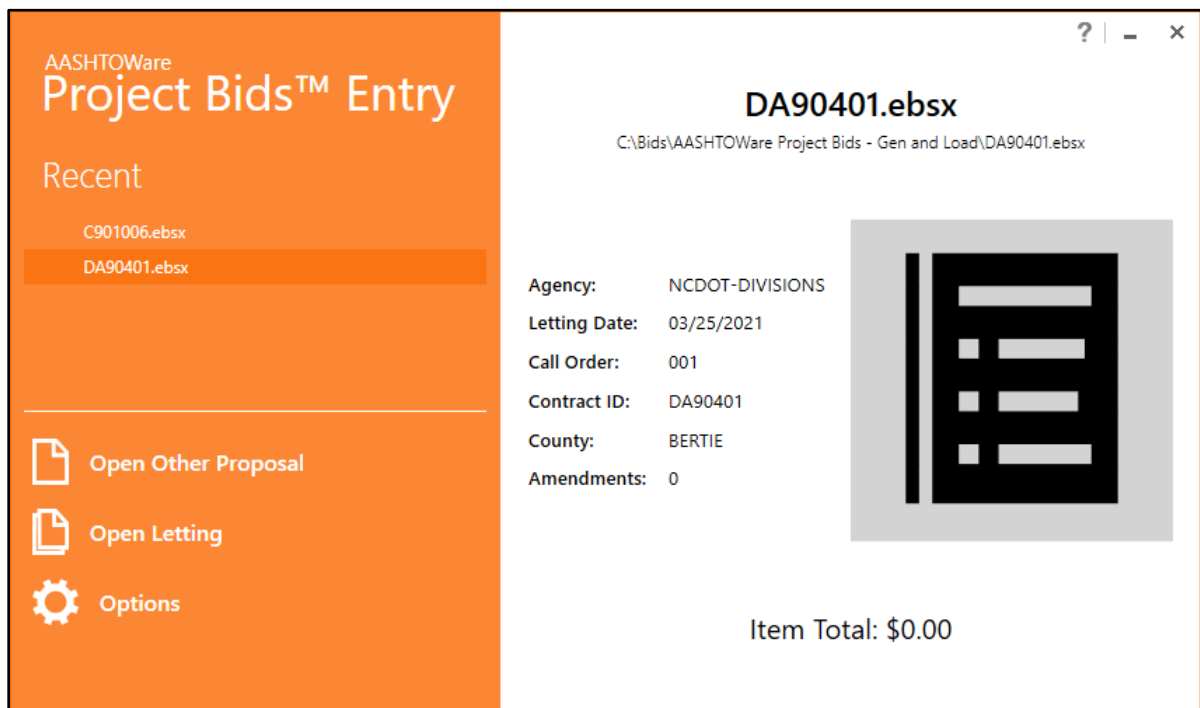 AASHTOWare
Project Bids™ Entry
Recent
C901006.ebsx
DA90401.ebsx
Open Other Proposal
Open Letting
Options
?
DA90401.ebsx
C:\Bids\AASHTOWare Project Bids - Gen and Load\DA90401.ebsx
Agency: NCDOT-DIVISIONS
Letting Date: 03/25/2021
Call Order: 001
Contract ID: DA90401
County: BERTIE
Amendments: 0
Item Total: $0.00